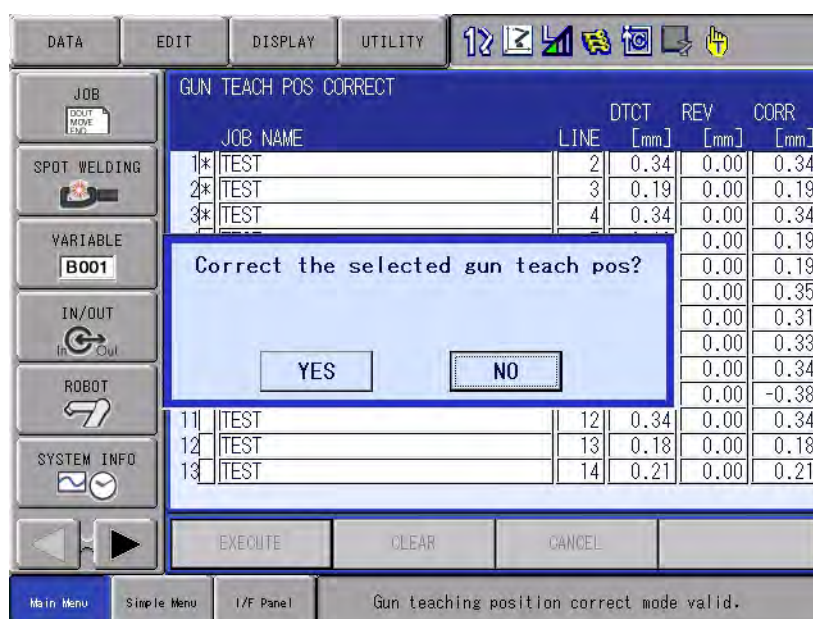 DATA EDIT DISPLAY UTILITY
JOB
DOUT
MOVE
END
SPOT WELDING
VARIABLE
B001
IN/OUT
In Out
ROBOT
SYSTEM INFO
GUN TEACH POS CORRECT
DTCT REV CORR
JOB NAME LINE [mm] [mm] [mm]
1 * TEST 2 0.34 0.00 0.34
2 * TEST 3 0.19 0.00 0.19
3 * TEST 4 0.34 0.00 0.34
0.00 0.19
0.00 0.19
0.00 0.35
0.00 0.31
0.00 0.33
0.00 0.34
0.00 -0.38
Correct the selected gun teach pos?
YES NO
11 TEST 12 0.34 0.00 0.34
12 TEST 13 0.18 0.00 0.18
13 TEST 14 0.21 0.00 0.21
EXECUTE CLEAR CANCEL
Main Menu Simple Menu I/F Panel Gun teaching position correct mode valid.